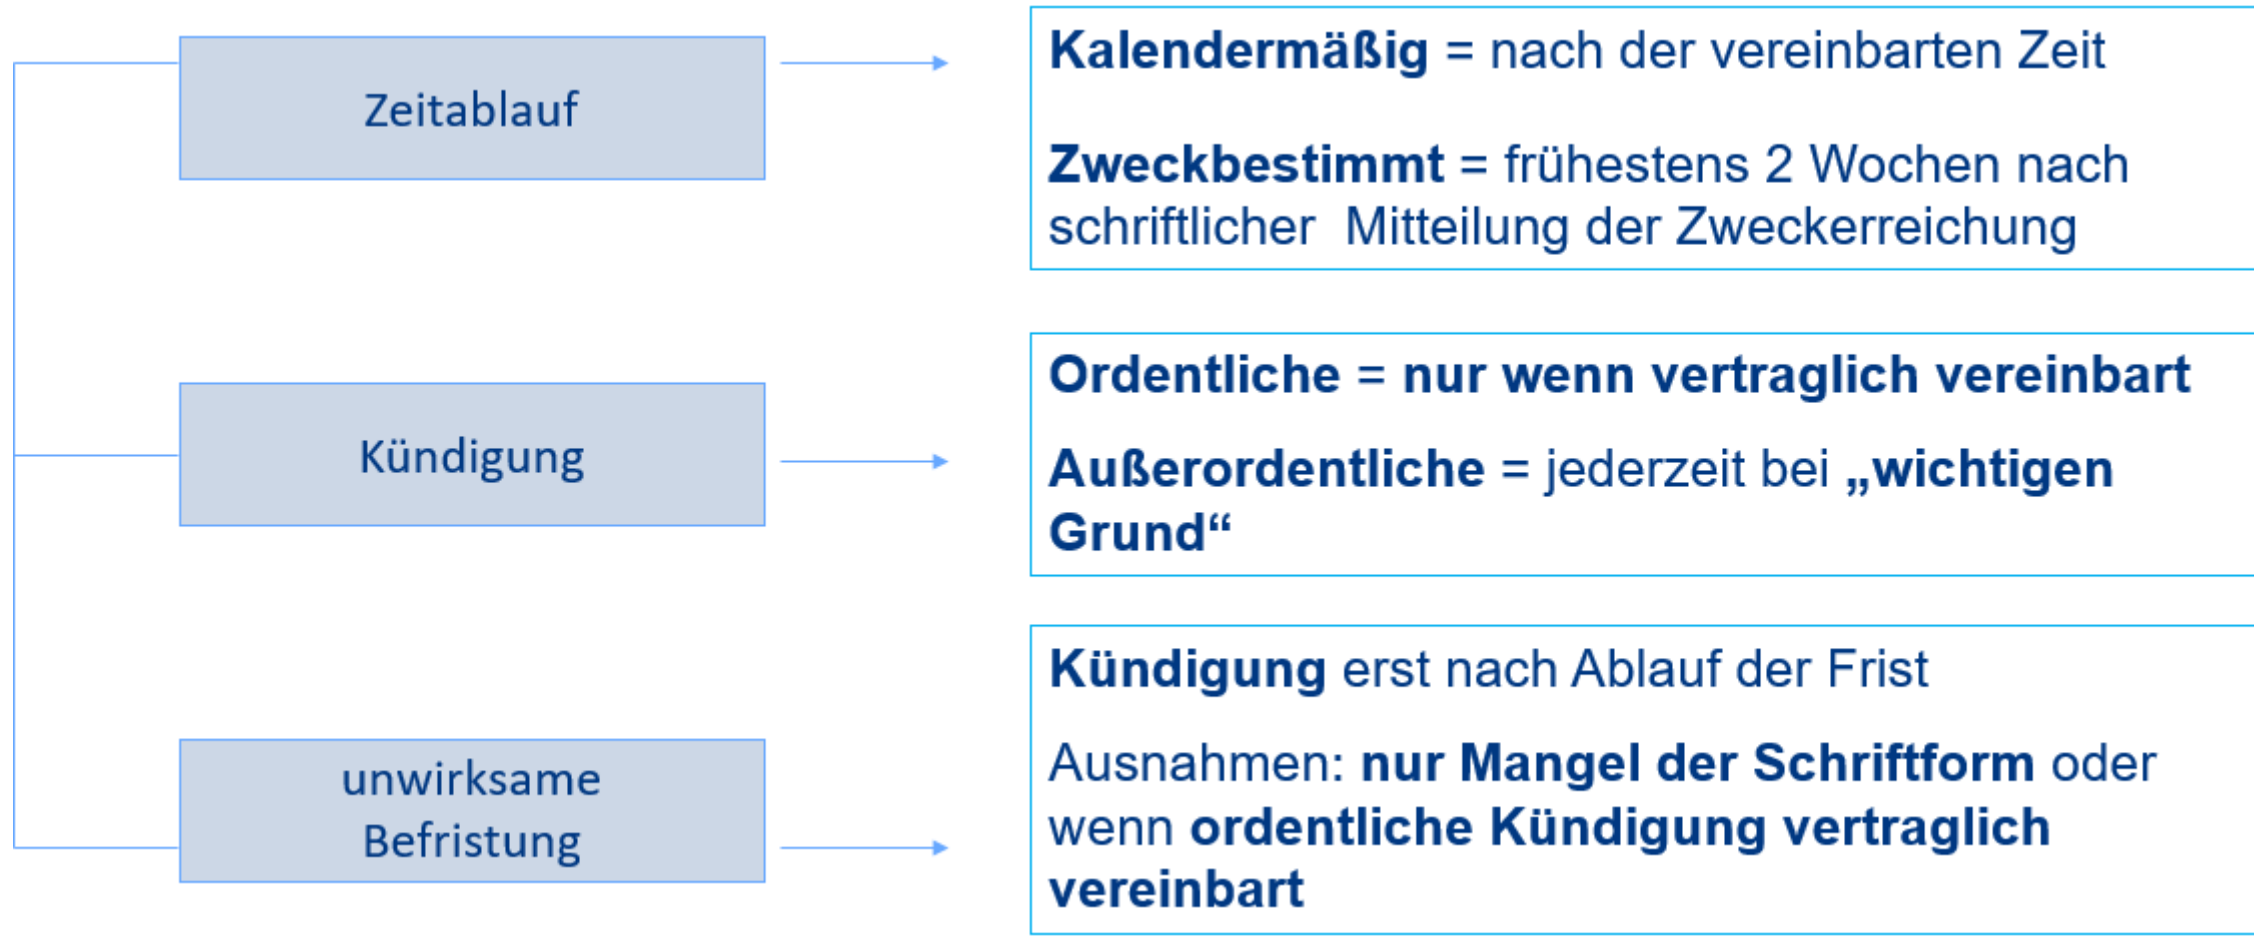 Zeitablauf
Kalendermäßig = nach der vereinbarten Zeit
Zweckbestimmt = frühestens 2 Wochen nach
schriftlicher Mitteilung der Zweckerreichung
Kündigung
Ordentliche = nur wenn vertraglich vereinbart
Außerordentliche = jederzeit bei „wichtigen
Grund“
unwirksame
Befristung
Kündigung erst nach Ablauf der Frist
Ausnahmen: nur Mangel der Schriftform oder
wenn ordentliche Kündigung vertraglich
vereinbart